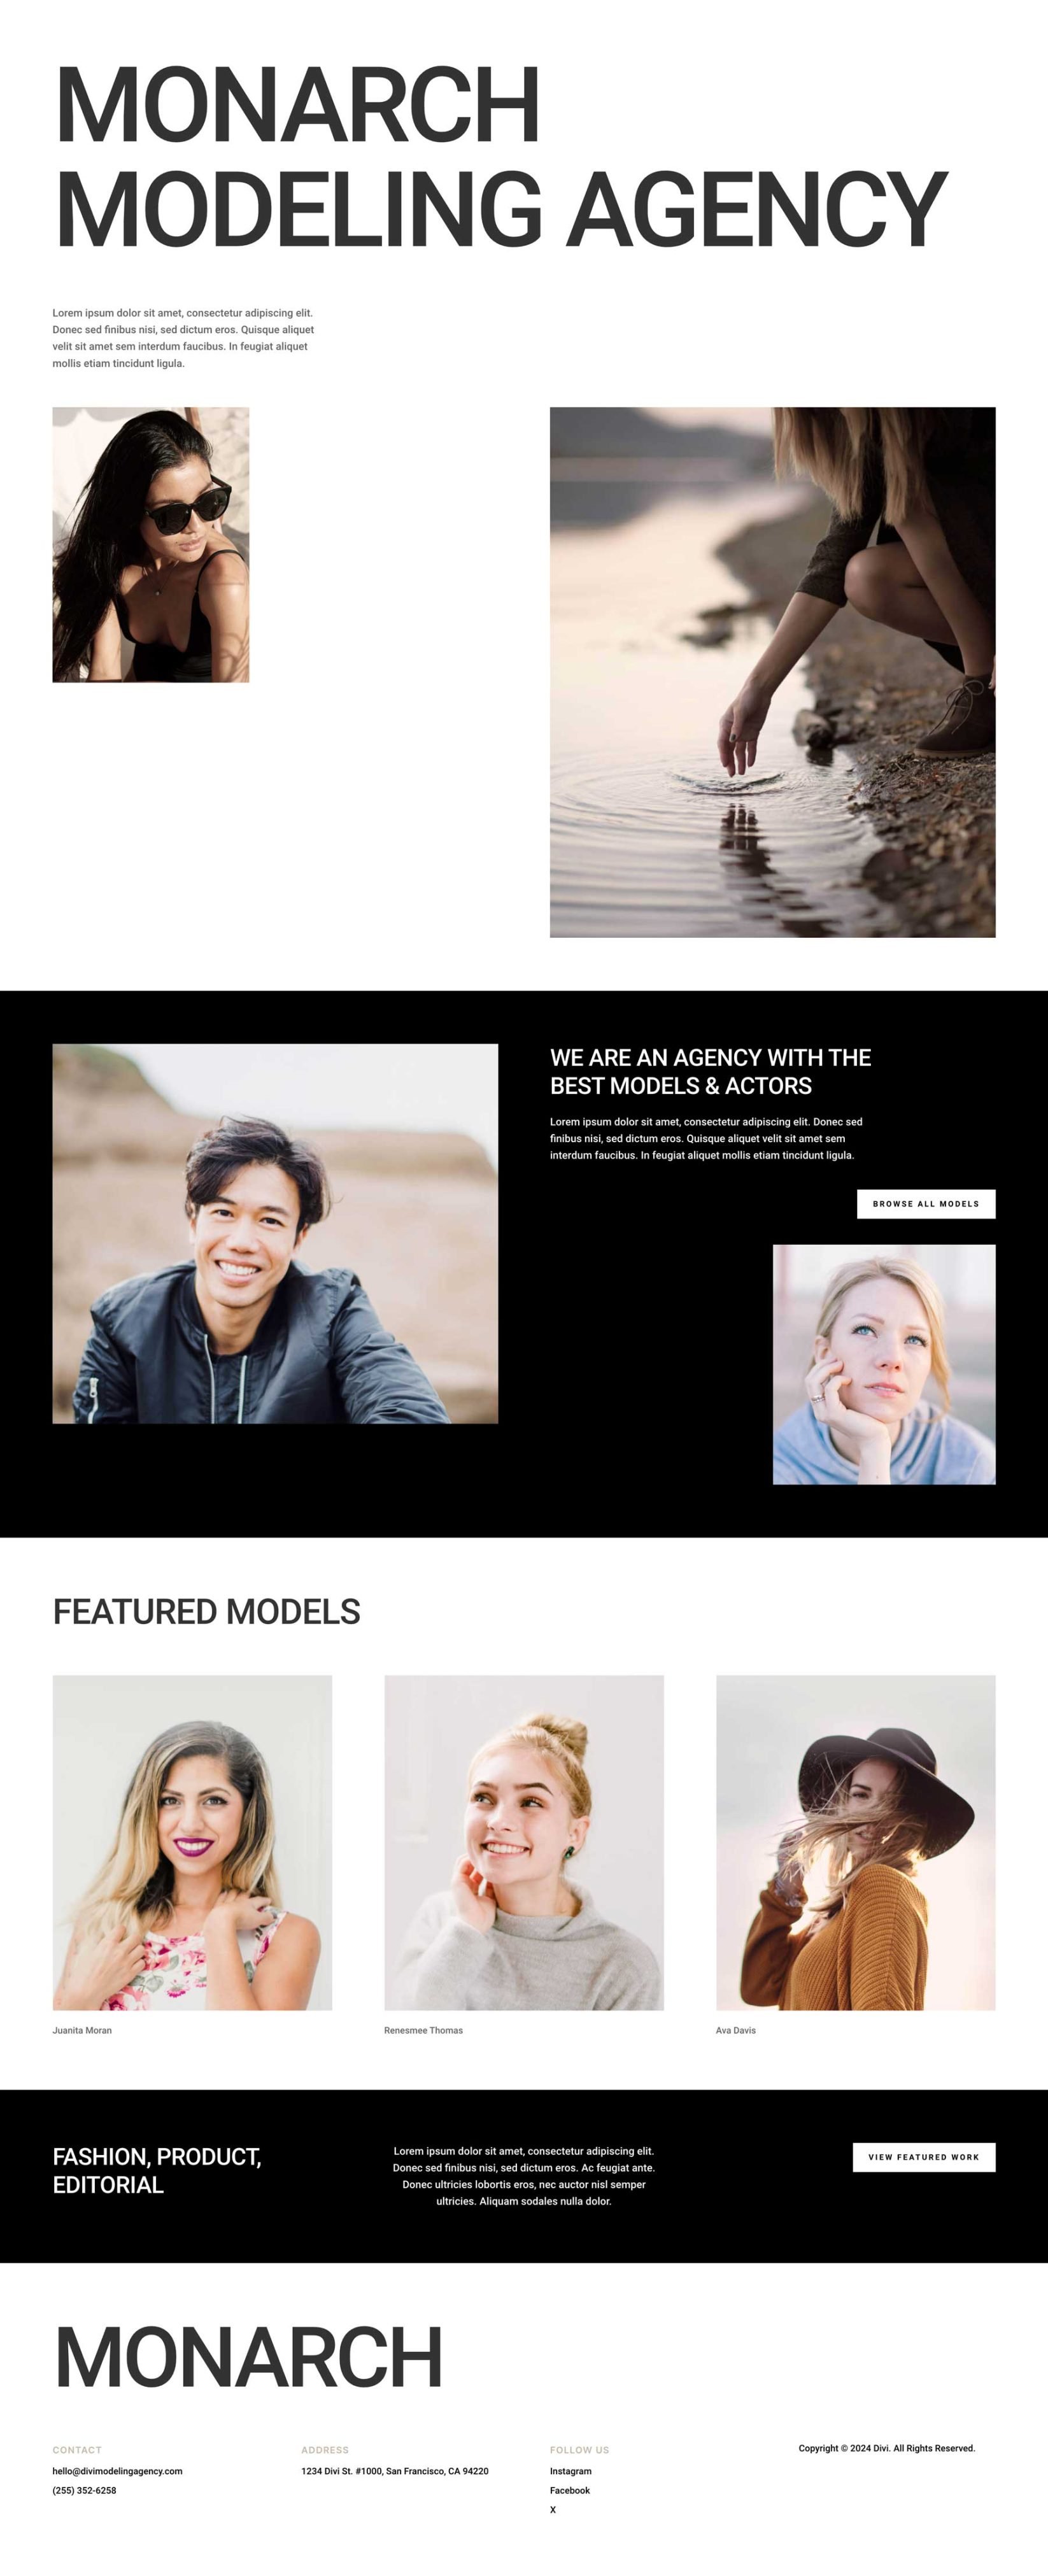 MONARCH
MODELING AGENCY
Lorem ipsum dolor sit amet, consectetur adipiscing elit.
Donec sed finibus nisi, sed dictum eros. Quisque aliquet
velit sit amet sem interdum faucibus. In feugiat aliquet
mollis etiam tincidunt ligula.
WE ARE AN AGENCY WITH THE
BEST MODELS & ACTORS
Lorem ipsum dolor sit amet, consectetur adipiscing elit. Donec sed
finibus nisi, sed dictum eros. Quisque aliquet velit sit amet sem
interdum faucibus. In feugiat aliquet mollis etiam tincidunt ligula.
BROWSE ALL MODELS
FEATURED MODELS
Juanita Moran
Renesmee Thomas
Ava Davis
FASHION, PRODUCT,
EDITORIAL
Lorem ipsum dolor sit amet, consectetur adipiscing elit.
Donec sed finibus nisi, sed dictum eros. Ac feugiat ante.
Donec ultricies lobortis eros, nec auctor nisl semper
ultricies. Aliquam sodales nulla dolor.
VIEW FEATURED WORK
MONARCH
CONTACT
hello@divimodelingagency.com
(255) 352-6258
ADDRESS
1234 Divi St. #1000, San Francisco, CA 94220
FOLLOW US
Instagram
Facebook
X
Copyright © 2024 Divi. All Rights Reserved.